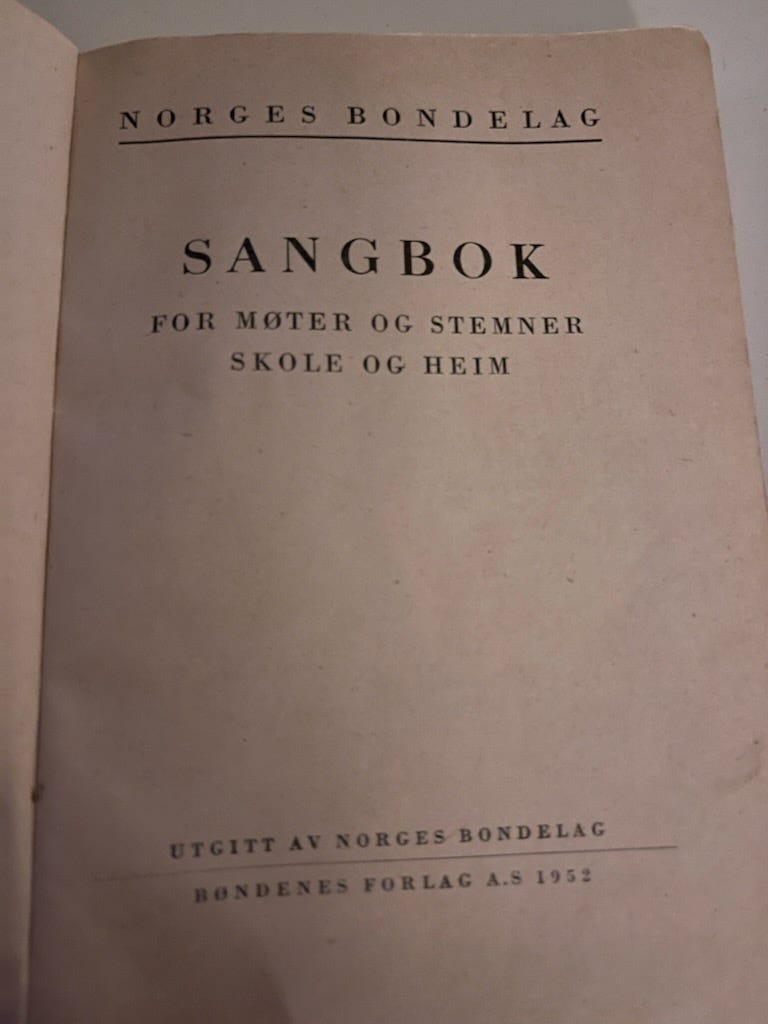 NORGES BONDELAG
SANGBOK
FOR MØTER OG STEMNER
SKOLE OG HEIM
UTGITT AV NORGES BONDELAG
BØNDENES FORLAG A.S 1952